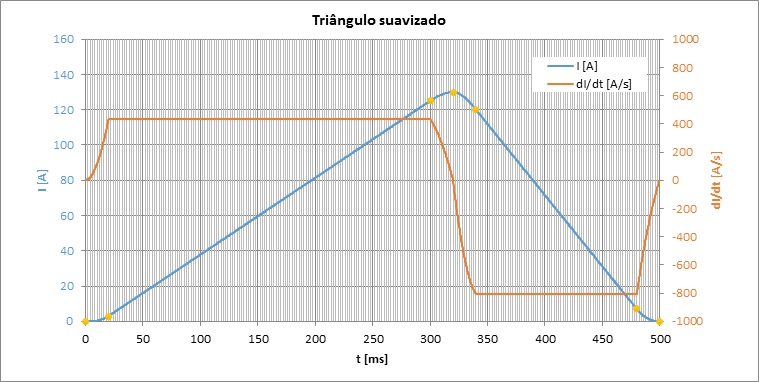 Triângulo suavizado
160
140
120
100
80
60
40
20
0
I [A]
1000
800
600
400
200
0
-200
-400
-600
-800
-1000
dI/dt [A/s]
I [A]
dI/dt [A/s]
0 50 100 150 200 250 300 350 400 450 500
t [ms]